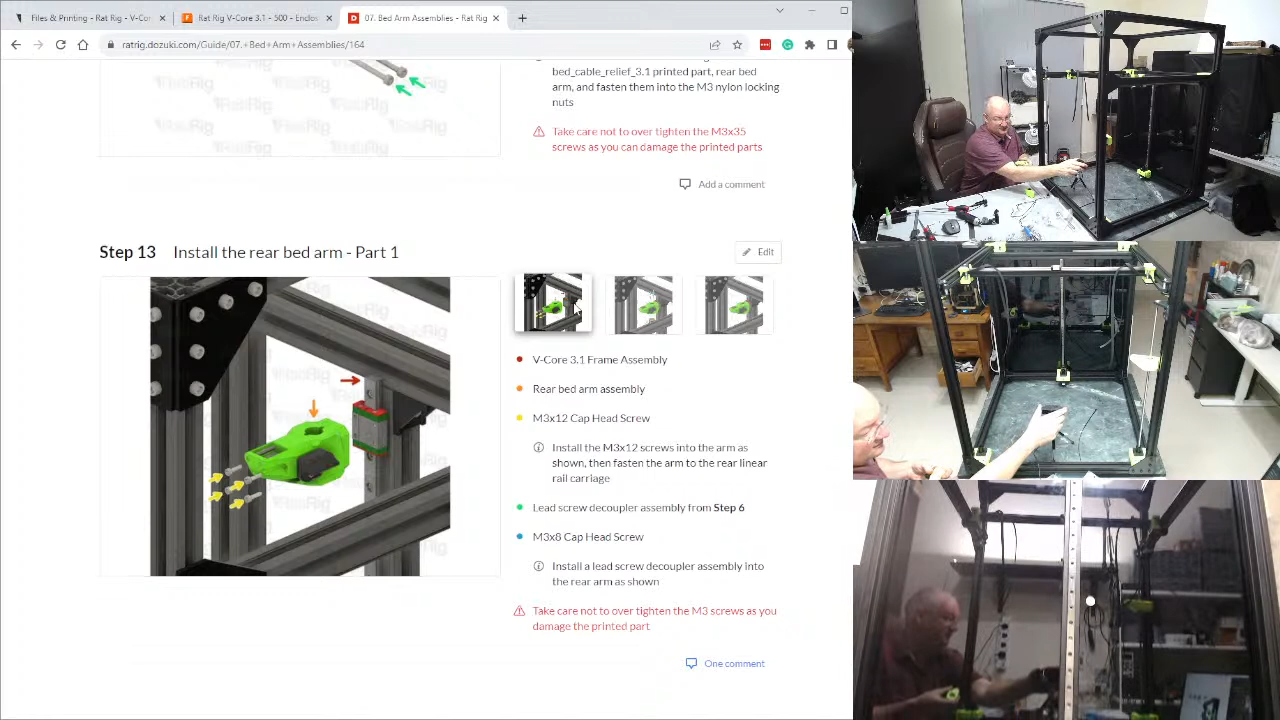 Files & Printing - Rat Rig - V-Co
Rat Rig V-Core 3.1 - 500 - Enclos
07. Bed Arm Assemblies - Rat Rig
ratrig.dozuki.com/Guide/07.+Bed+Arm+Assemblies/164
bed_cable_relief_3.1 printed part, rear bed
arm, and fasten them into the M3 nylon locking
nuts
Take care not to over tighten the M3x35
screws as you can damage the printed parts
Add a comment
Step 13 Install the rear bed arm - Part 1
Edit
V-Core 3.1 Frame Assembly
Rear bed arm assembly
M3x12 Cap Head Screw
Install the M3x12 screws into the arm as
shown, then fasten the arm to the rear linear
rail carriage
Lead screw decoupler assembly from Step 6
M3x8 Cap Head Screw
Install a lead screw decoupler assembly into
the rear arm as shown
Take care not to over tighten the M3 screws as you
damage the printed part
One comment